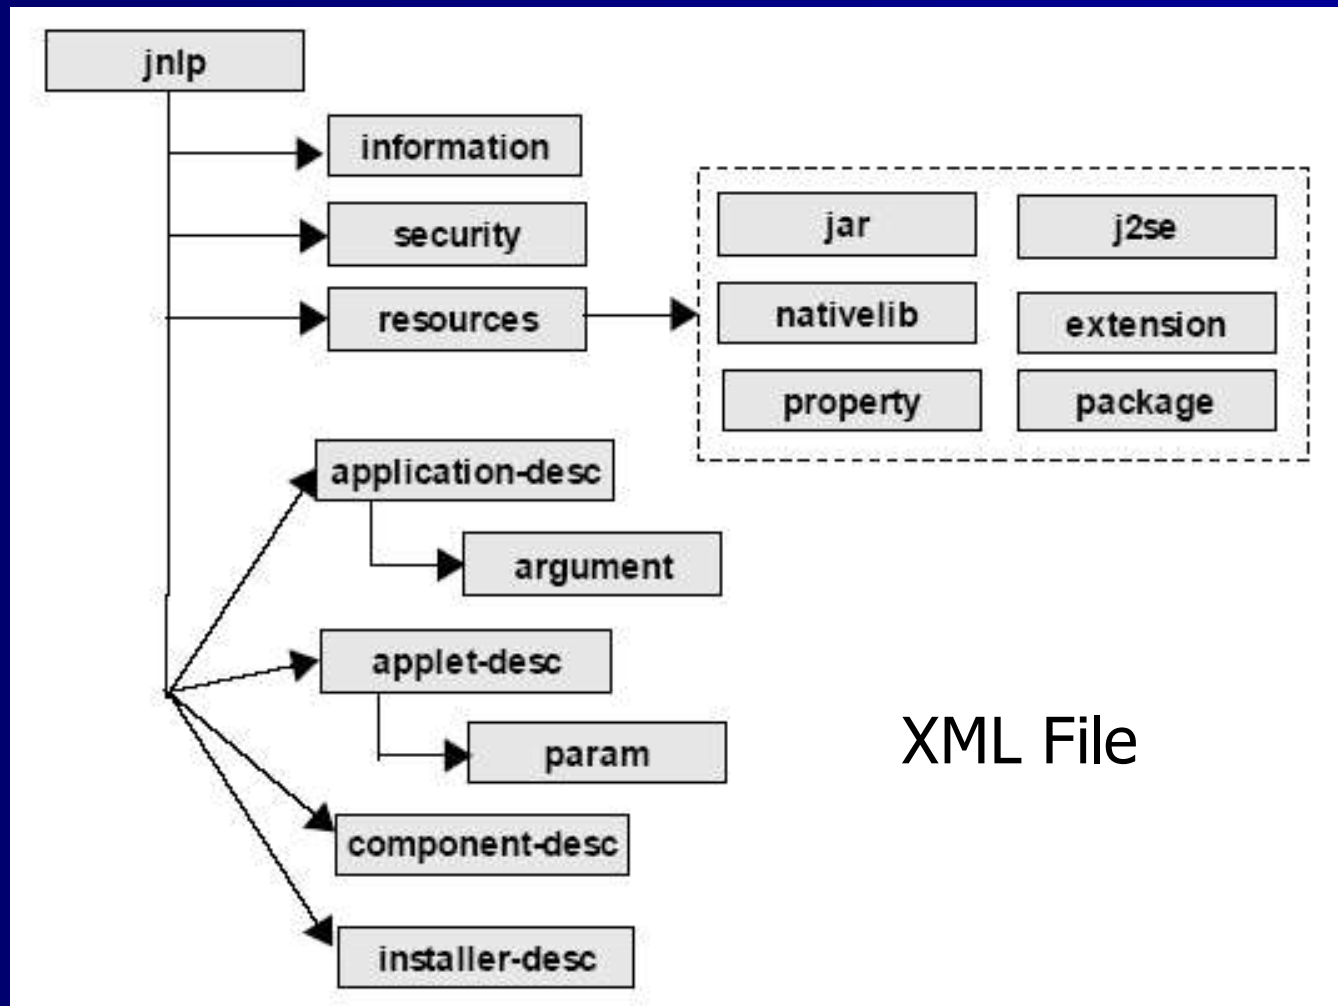 jnlp
information
security
resources
jar
j2se
nativelib
extension
property
package
application-desc
argument
applet-desc
param
component-desc
installer-desc
XML File